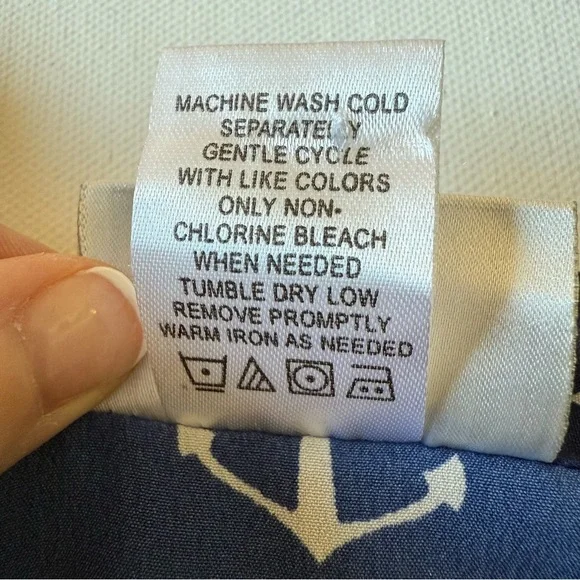 MACHINE WASH COLD
SEPARATELY
GENTLE CYCLE
WITH LIKE COLORS
ONLY NON-
CHLORINE BLEACH
WHEN NEEDED
TUMBLE DRY LOW
REMOVE PROMPTLY
WARM IRON AS NEEDED